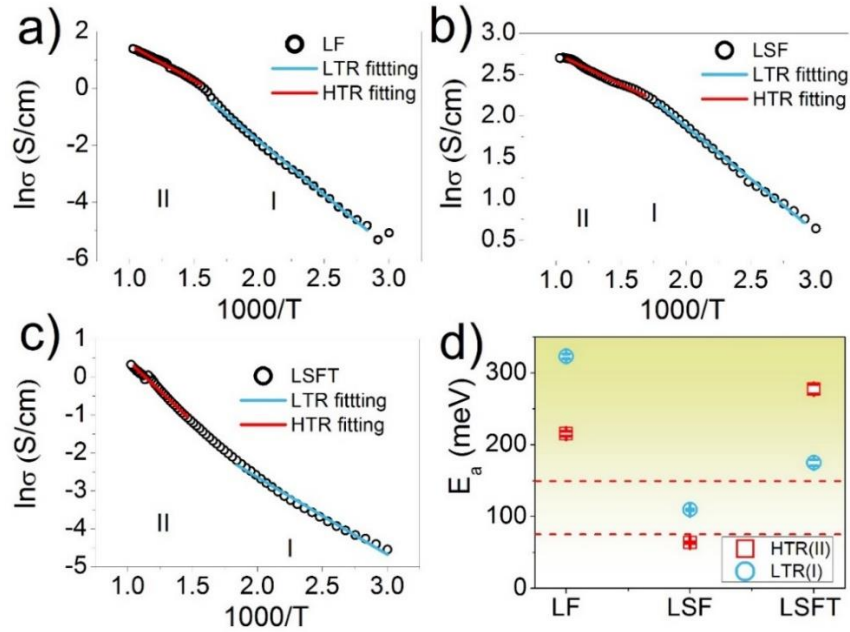 a)
lnσ (S/cm)
2
0
-2
-4
-6
LF
LTR fittting
HTR fitting
II
I
1.0 1.5 2.0 2.5 3.0
1000/T
b)
lnσ (S/cm)
3.0
2.5
2.0
1.5
1.0
0.5
LSF
LTR fittting
HTR fitting
II
I
1.0 1.5 2.0 2.5 3.0
1000/T
c)
lnσ (S/cm)
1
0
-1
-2
-3
-4
-5
LSFT
LTR fitting
HTR fitting
II
I
1.0 1.5 2.0 2.5 3.0
1000/T
d)
Ea (meV)
300
200
100
0
HTR(II)
LTR(I)
LF LSF LSFT